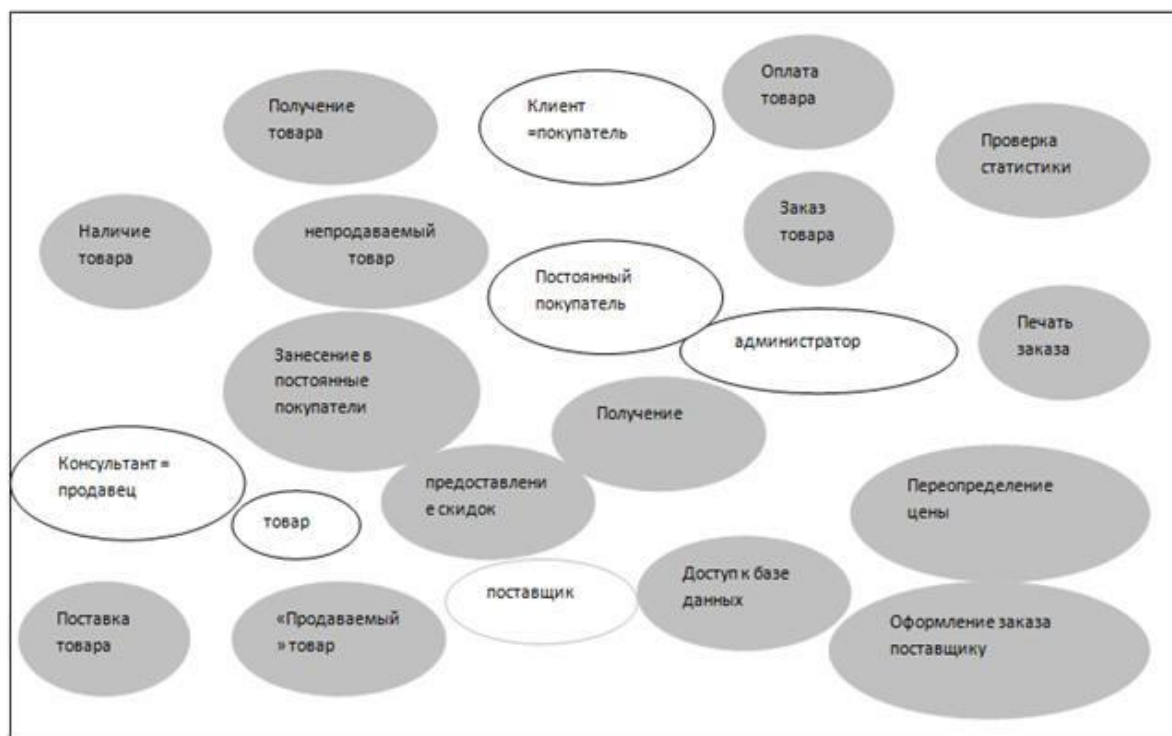 Получение
товара
Клиент
=покупатель
Оплата
товара
Проверка
статистики
Наличие
товара
непродаваемый
товар
Заказ
товара
Постоянный
покупатель
администратор
Печать
заказа
Занесение в
постоянные
покупатели
Получение
Консультант =
продавец
товар
предоставлени
е скидок
Переопределение
цены
поставщик
Доступ к базе
данных
Поставка
товара
«Продаваемый
» товар
Оформление заказа
поставщику